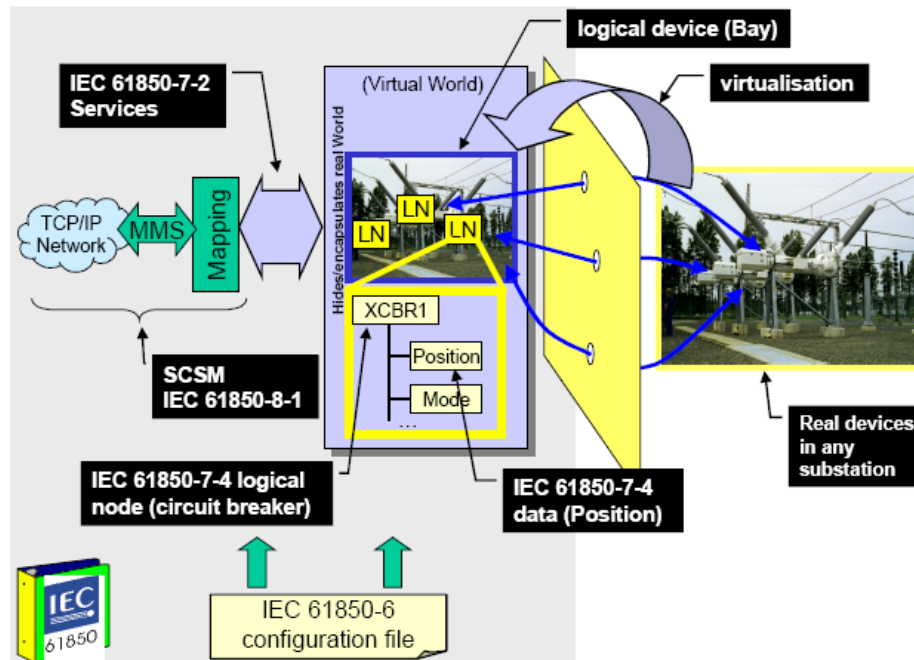 logical device (Bay)
IEC 61850-7-2
Services
(Virtual World)
virtualisation
Hides/encapsulates real World
TCP/IP
Network
MMS
Mapping
LN
LN
LN
XCBR1
Position
Mode
...
SCSM
IEC 61850-8-1
Real devices
in any
substation
IEC 61850-7-4 logical
node (circuit breaker)
IEC 61850-7-4
data (Position)
IEC
61850
IEC 61850-6
configuration file